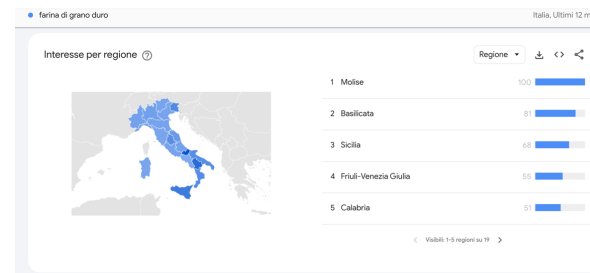 farina di grano duro
Italia, Ultimi 12 m
Interesse per regione
Regione
1 Molise 100
2 Basilicata 81
3 Sicilia 68
4 Friuli-Venezia Giulia 55
5 Calabria 51
Visibili: 1-5 regioni su 19